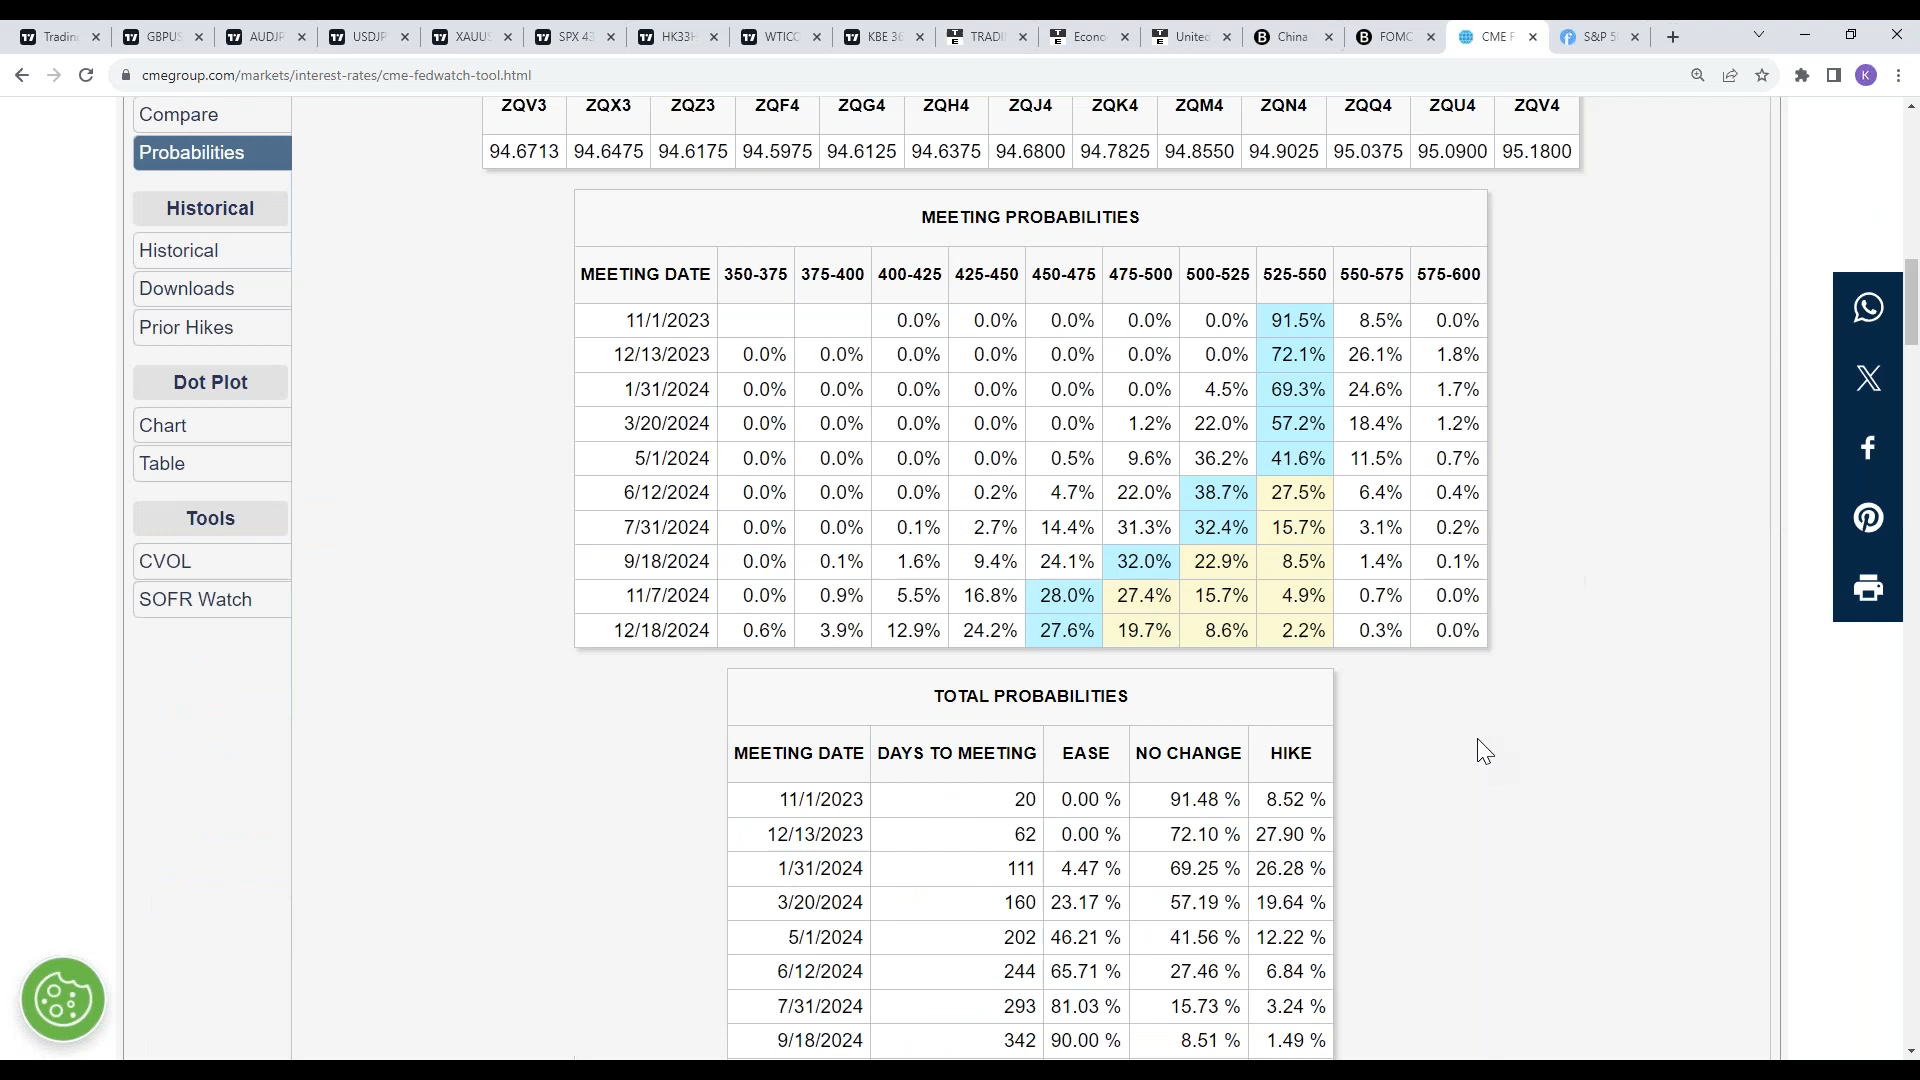 Tradin GBPUS AUDJP USDJP XAUUS SPX 43 HK33H WTICO KBE 36 TRADI Econo United China FOMC CME F S&P 5
cmegroup.com/markets/interest-rates/cme-fedwatch-tool.html K
Compare
Probabilities
Historical
Historical
Downloads
Prior Hikes
Dot Plot
Chart
Table
Tools
CVOL
SOFR Watch
ZQV3 ZQX3 ZQZ3 ZQF4 ZQG4 ZQH4 ZQJ4 ZQK4 ZQM4 ZQN4 ZQQ4 ZQU4 ZQV4
94.6713 94.6475 94.6175 94.5975 94.6125 94.6375 94.6800 94.7825 94.8550 94.9025 95.0375 95.0900 95.1800
MEETING PROBABILITIES
MEETING DATE 350-375 375-400 400-425 425-450 450-475 475-500 500-525 525-550 550-575 575-600
11/1/2023 0.0% 0.0% 0.0% 0.0% 0.0% 91.5% 8.5% 0.0%
12/13/2023 0.0% 0.0% 0.0% 0.0% 0.0% 0.0% 0.0% 72.1% 26.1% 1.8%
1/31/2024 0.0% 0.0% 0.0% 0.0% 0.0% 0.0% 4.5% 69.3% 24.6% 1.7%
3/20/2024 0.0% 0.0% 0.0% 0.0% 0.0% 1.2% 22.0% 57.2% 18.4% 1.2%
5/1/2024 0.0% 0.0% 0.0% 0.0% 0.5% 9.6% 36.2% 41.6% 11.5% 0.7%
6/12/2024 0.0% 0.0% 0.0% 0.2% 4.7% 22.0% 38.7% 27.5% 6.4% 0.4%
7/31/2024 0.0% 0.0% 0.1% 2.7% 14.4% 31.3% 32.4% 15.7% 3.1% 0.2%
9/18/2024 0.0% 0.1% 1.6% 9.4% 24.1% 32.0% 22.9% 8.5% 1.4% 0.1%
11/7/2024 0.0% 0.9% 5.5% 16.8% 28.0% 27.4% 15.7% 4.9% 0.7% 0.0%
12/18/2024 0.6% 3.9% 12.9% 24.2% 27.6% 19.7% 8.6% 2.2% 0.3% 0.0%
TOTAL PROBABILITIES
MEETING DATE DAYS TO MEETING EASE NO CHANGE HIKE
11/1/2023 20 0.00 % 91.48 % 8.52 %
12/13/2023 62 0.00 % 72.10 % 27.90 %
1/31/2024 111 4.47 % 69.25 % 26.28 %
3/20/2024 160 23.17 % 57.19 % 19.64 %
5/1/2024 202 46.21 % 41.56 % 12.22 %
6/12/2024 244 65.71 % 27.46 % 6.84 %
7/31/2024 293 81.03 % 15.73 % 3.24 %
9/18/2024 342 90.00 % 8.51 % 1.49 %